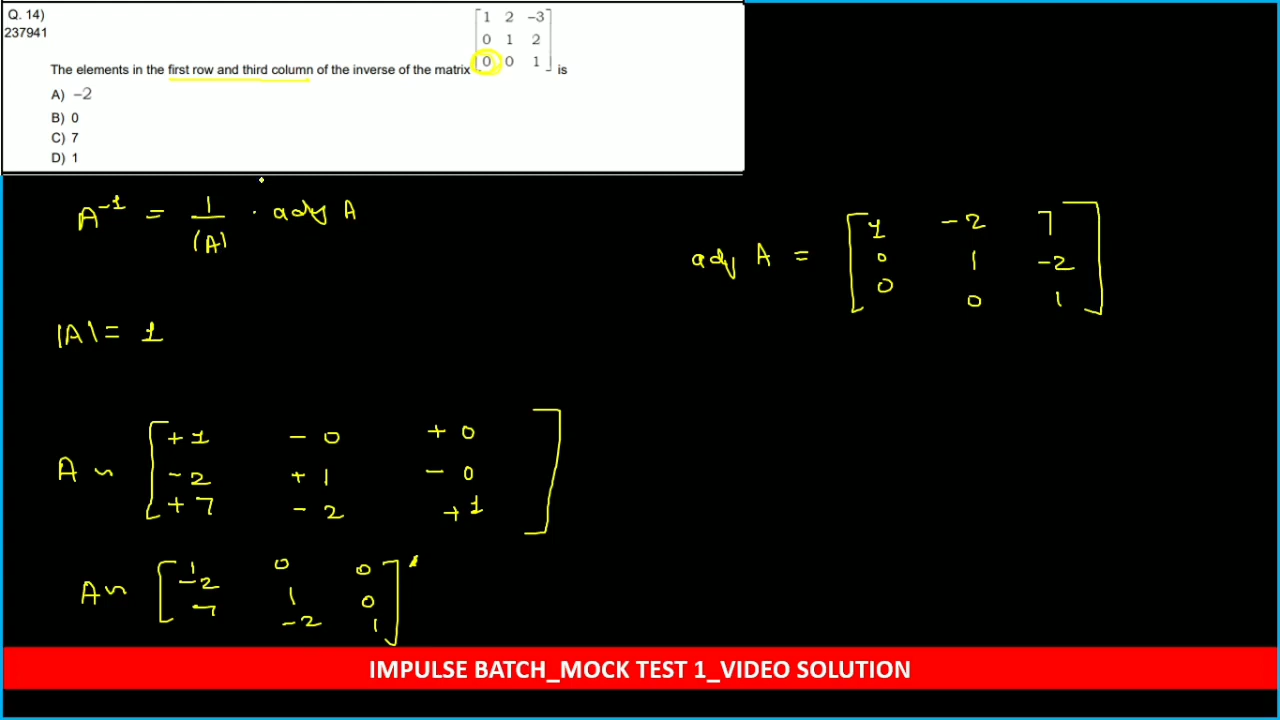 Q. 14)
237941
1 2 −3
0 1 2
0 0 1
The elements in the first row and third column of the inverse of the matrix is
A) −2
B) 0
C) 7
D) 1
A⁻¹ = 1/|A| · adj A
|A| = 1
A ~
+1 −0 +0
−2 +1 −0
+7 −2 +1
A ~
1 0 0
−2 1 0
7 −2 1
adj A =
1 −2 7
0 1 −2
0 0 1
IMPULSE BATCH_MOCK TEST 1_VIDEO SOLUTION